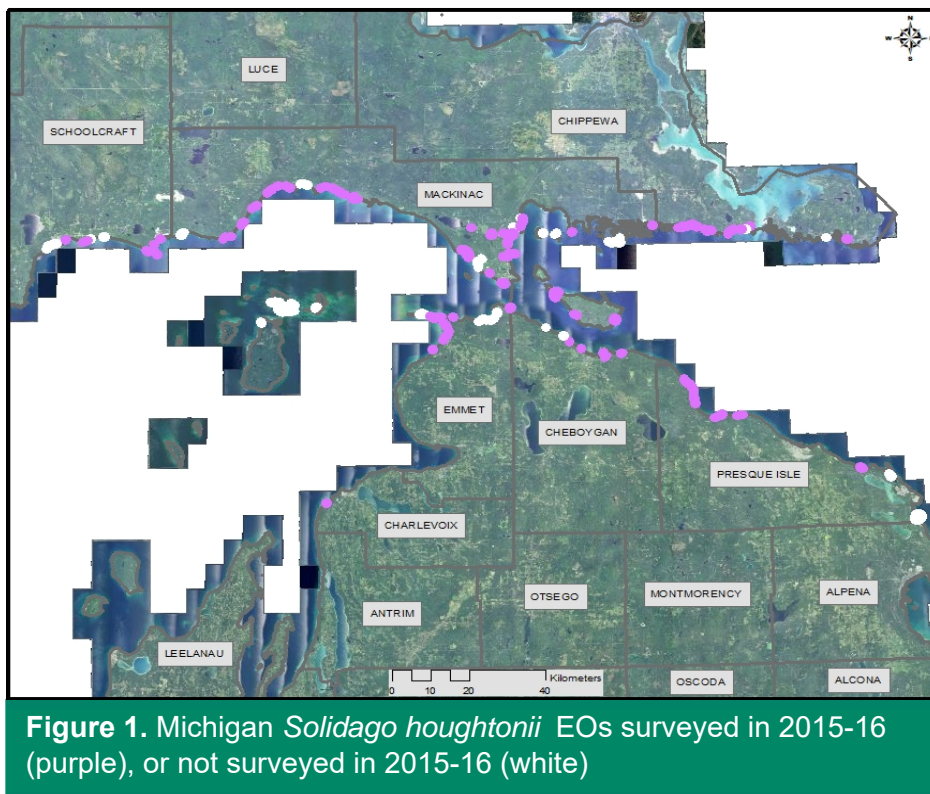 N
W
S
LUCE
SCHOOLCRAFT
CHIPPEWA
MACKINAC
EMMET
CHEBOYGAN
PRESQUE ISLE
CHARLEVOIX
ANTRIM
OTSEGO
MONTMORENCY
ALPENA
LEELANAU
Kilometers
0 10 20 40
OSCODA
ALCONA
Figure 1. Michigan Solidago houghtonii EOs surveyed in 2015-16
(purple), or not surveyed in 2015-16 (white)